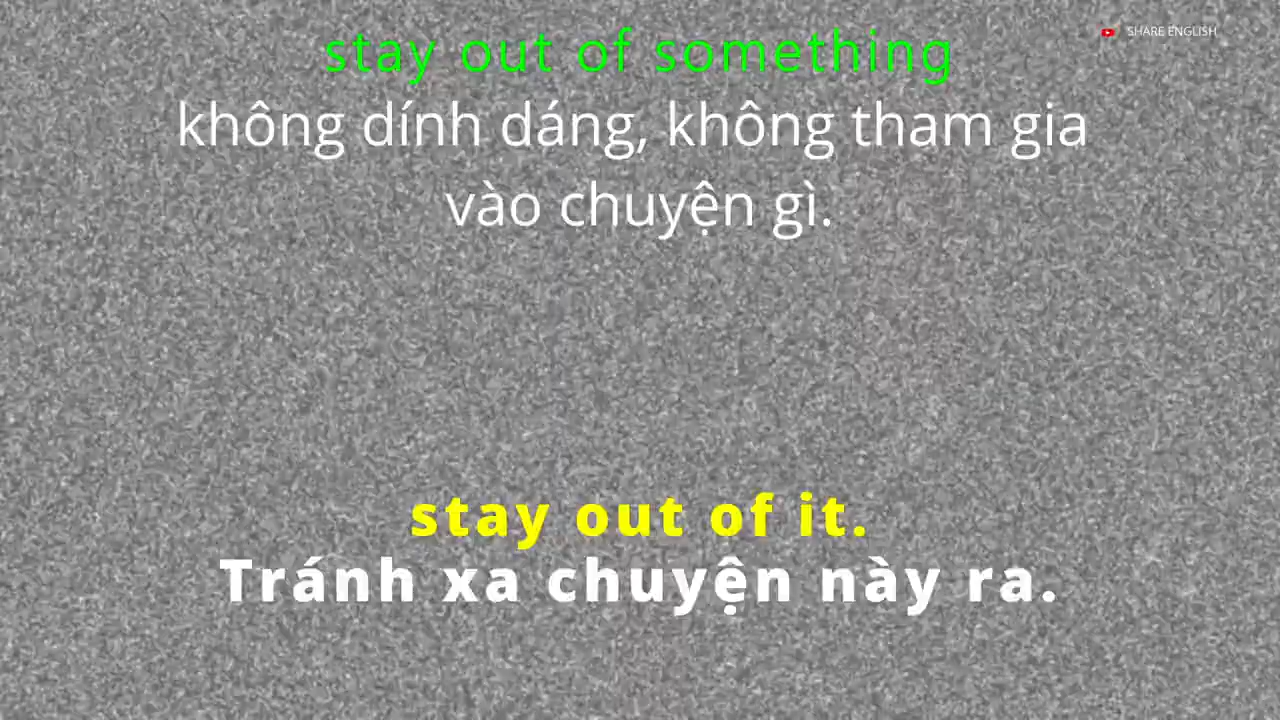 SHARE ENGLISH
stay out of something
không dính dáng, không tham gia
vào chuyện gì.
stay out of it.
Tránh xa chuyện này ra.